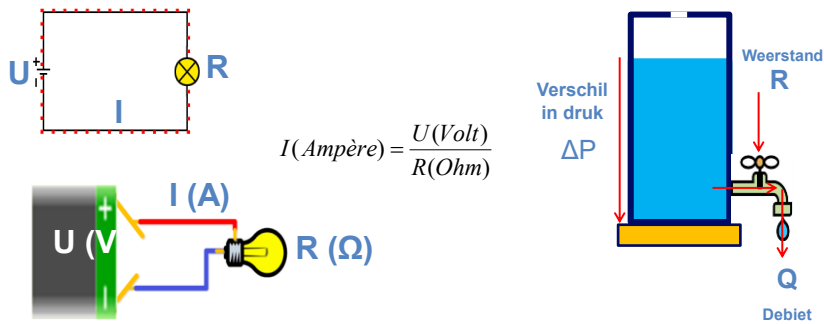 U
+
−
R
I
I(Ampère) = U(Volt) / R(Ohm)
I (A)
+
U (V
−
R (Ω)
Verschil
in druk
ΔP
Weerstand
R
Q
Debiet